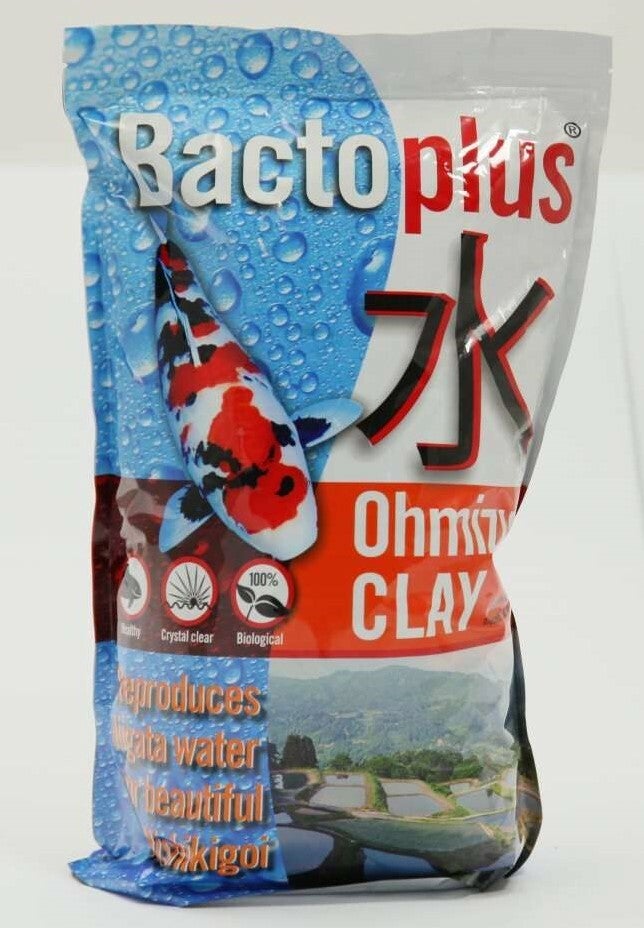 Bactoplus®
水
Ohmizu
CLAY
Healthy
Crystal clear
100%
Biological
Reproduces
Niigata water
for beautiful
Nishikigoi